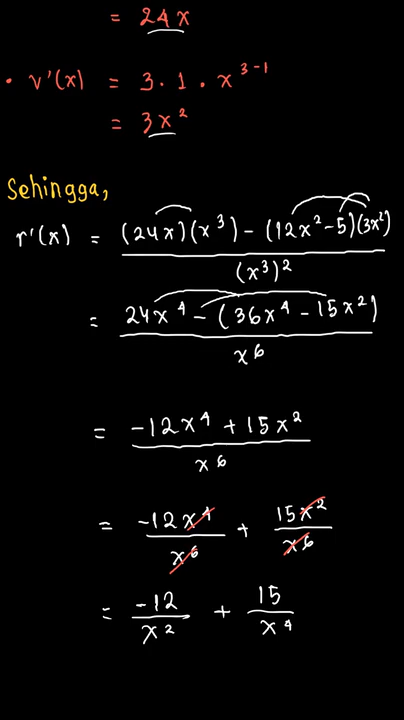 = 24x
• v'(x) = 3 · 1 · x³⁻¹
= 3x²
Sehingga,
r'(x) = (24x)(x³) − (12x² − 5)(3x²)
(x³)²
= 24x⁴ − (36x⁴ − 15x²)
x⁶
= −12x⁴ + 15x²
x⁶
= −12x⁴ + 15x²
x⁶ x⁶
= −12 + 15
x² x⁴